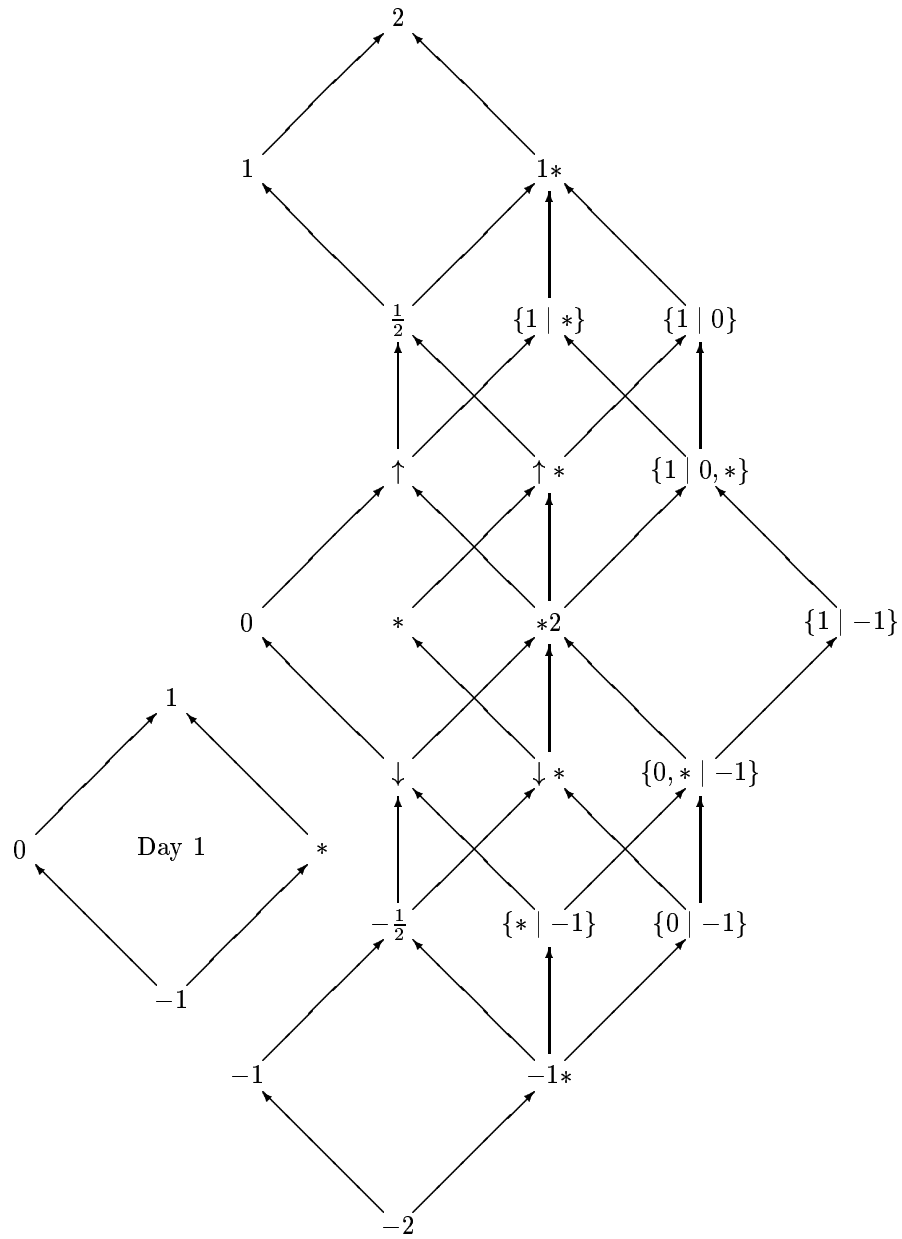 2
1 1∗
1/2 {1 | ∗} {1 | 0}
↑ ↑∗ {1 | 0, ∗}
0 ∗ ∗2 {1 | −1}
1
↓ ↓∗ {0, ∗ | −1}
0 Day 1 ∗
−1/2 {∗ | −1} {0 | −1}
−1
−1 −1∗
−2